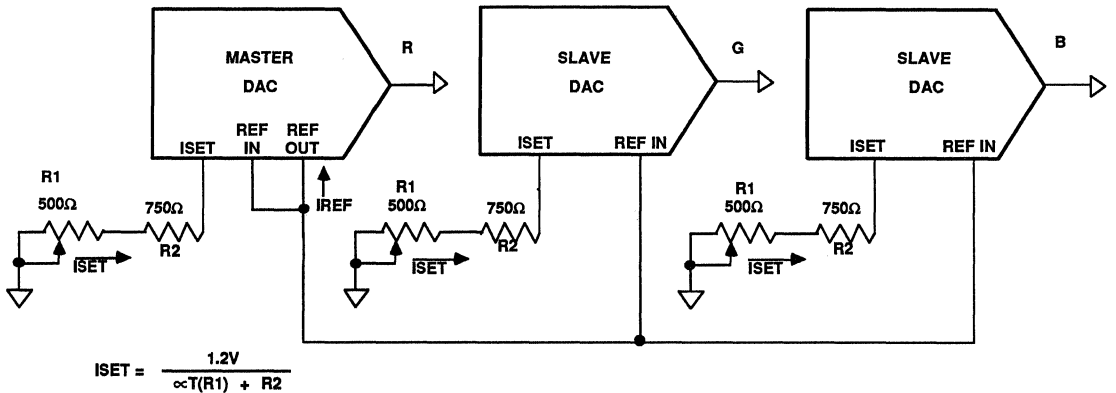 MASTER
DAC
R
ISET
REF
IN
REF
OUT
IREF
R1
500Ω
750Ω
R2
ISET
SLAVE
DAC
G
ISET
REF IN
R1
500Ω
750Ω
R2
ISET
SLAVE
DAC
B
ISET
REF IN
R1
500Ω
750Ω
R2
ISET
ISET = 1.2V
∝T(R1) + R2